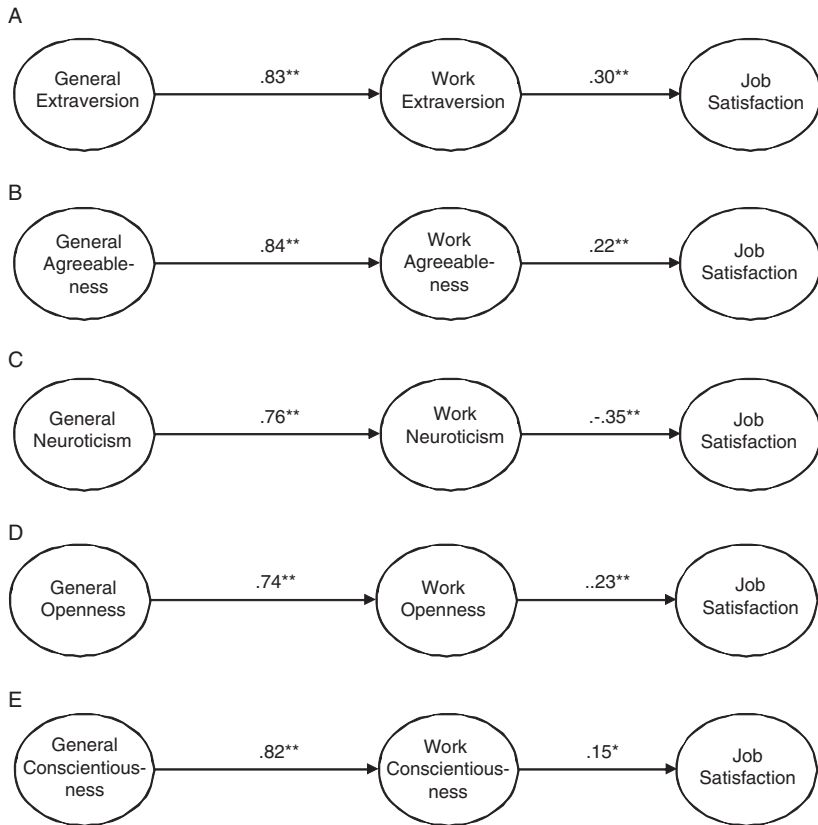 A
General
Extraversion
.83**
Work
Extraversion
.30**
Job
Satisfaction
B
General
Agreeable-
ness
.84**
Work
Agreeable-
ness
.22**
Job
Satisfaction
C
General
Neuroticism
.76**
Work
Neuroticism
.-.35**
Job
Satisfaction
D
General
Openness
.74**
Work
Openness
..23**
Job
Satisfaction
E
General
Conscientious-
ness
.82**
Work
Conscientious-
ness
.15*
Job
Satisfaction